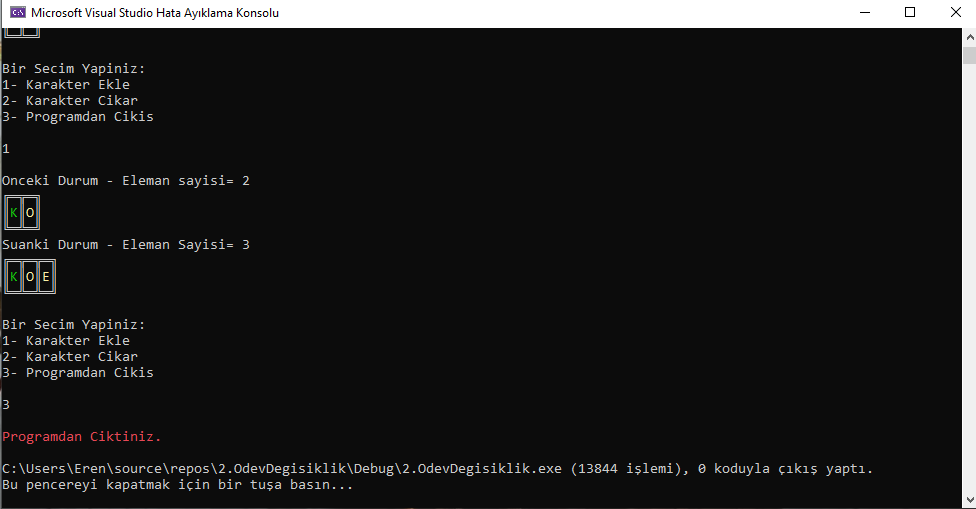 Microsoft Visual Studio Hata Ayıklama Konsolu
Bir Secim Yapiniz:
1- Karakter Ekle
2- Karakter Cikar
3- Programdan Cikis
1
Onceki Durum - Eleman sayisi= 2
K O
Suanki Durum - Eleman Sayisi= 3
K O E
Bir Secim Yapiniz:
1- Karakter Ekle
2- Karakter Cikar
3- Programdan Cikis
3
Programdan Ciktiniz.
C:\Users\Eren\source\repos\2.OdevDegisiklik\Debug\2.OdevDegisiklik.exe (13844 işlemi), 0 koduyla çıkış yaptı.
Bu pencereyi kapatmak için bir tuşa basın...